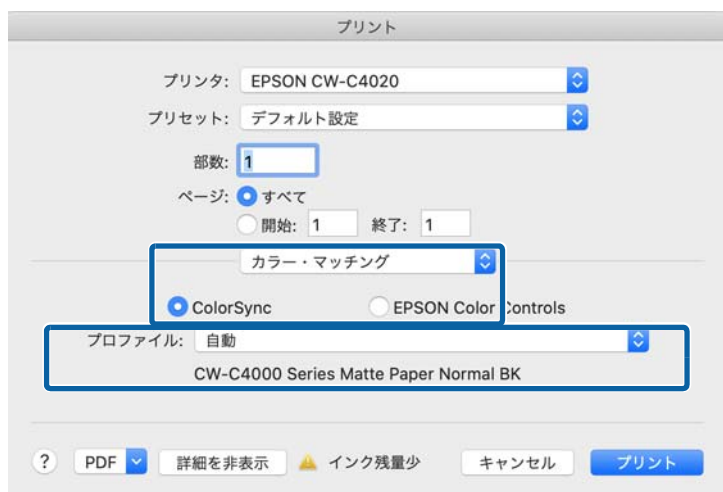 プリント
プリンタ: EPSON CW-C4020
プリセット: デフォルト設定
部数: 1
ページ: すべて
開始: 1 終了: 1
カラー・マッチング
ColorSync EPSON Color Controls
プロファイル: 自動
CW-C4000 Series Matte Paper Normal BK
? PDF 詳細を非表示 インク残量少 キャンセル プリント